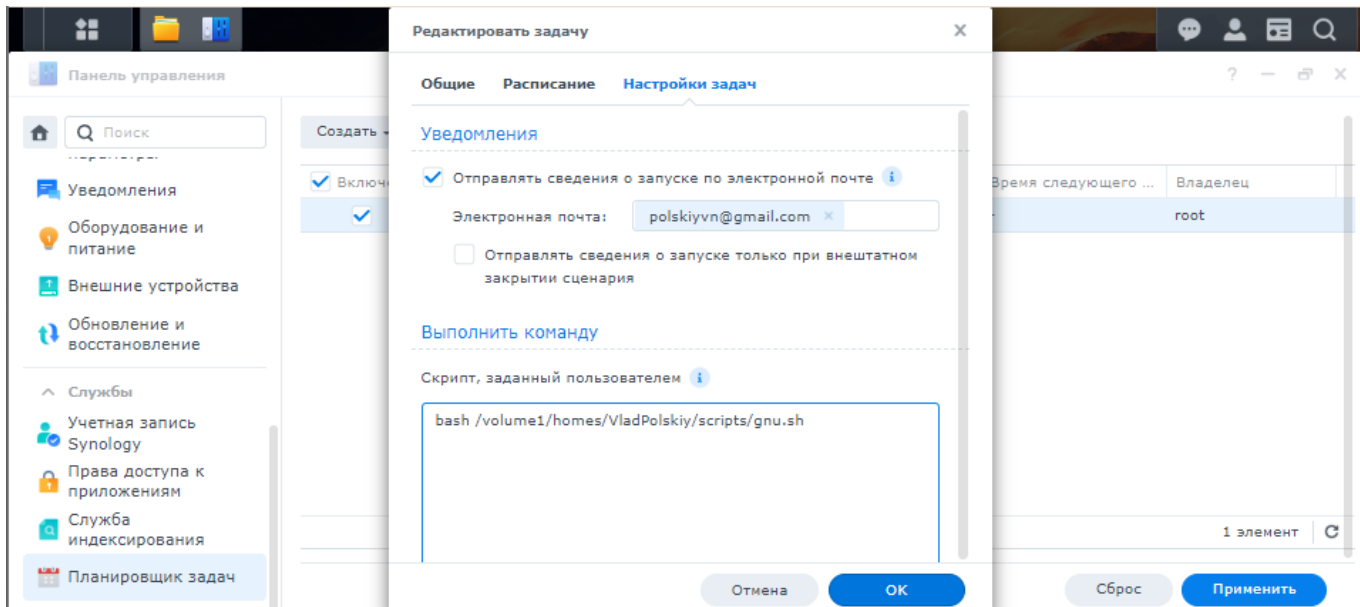 Редактировать задачу
Панель управления
Общие Расписание Настройки задач
Поиск
Создать
Уведомления
Уведомления
Отправлять сведения о запуске по электронной почте
Время следующего ...
Владелец
Электронная почта: polskiyvn@gmail.com
root
Оборудование и
питание
Отправлять сведения о запуске только при внештатном
закрытии сценария
Внешние устройства
Обновление и
восстановление
Выполнить команду
Скрипт, заданный пользователем
Службы
bash /volume1/homes/VladPolskiy/scripts/gnu.sh
Учетная запись
Synology
Права доступа к
приложениям
Служба
индексирования
1 элемент
Планировщик задач
Отмена
OK
Сброс
Применить